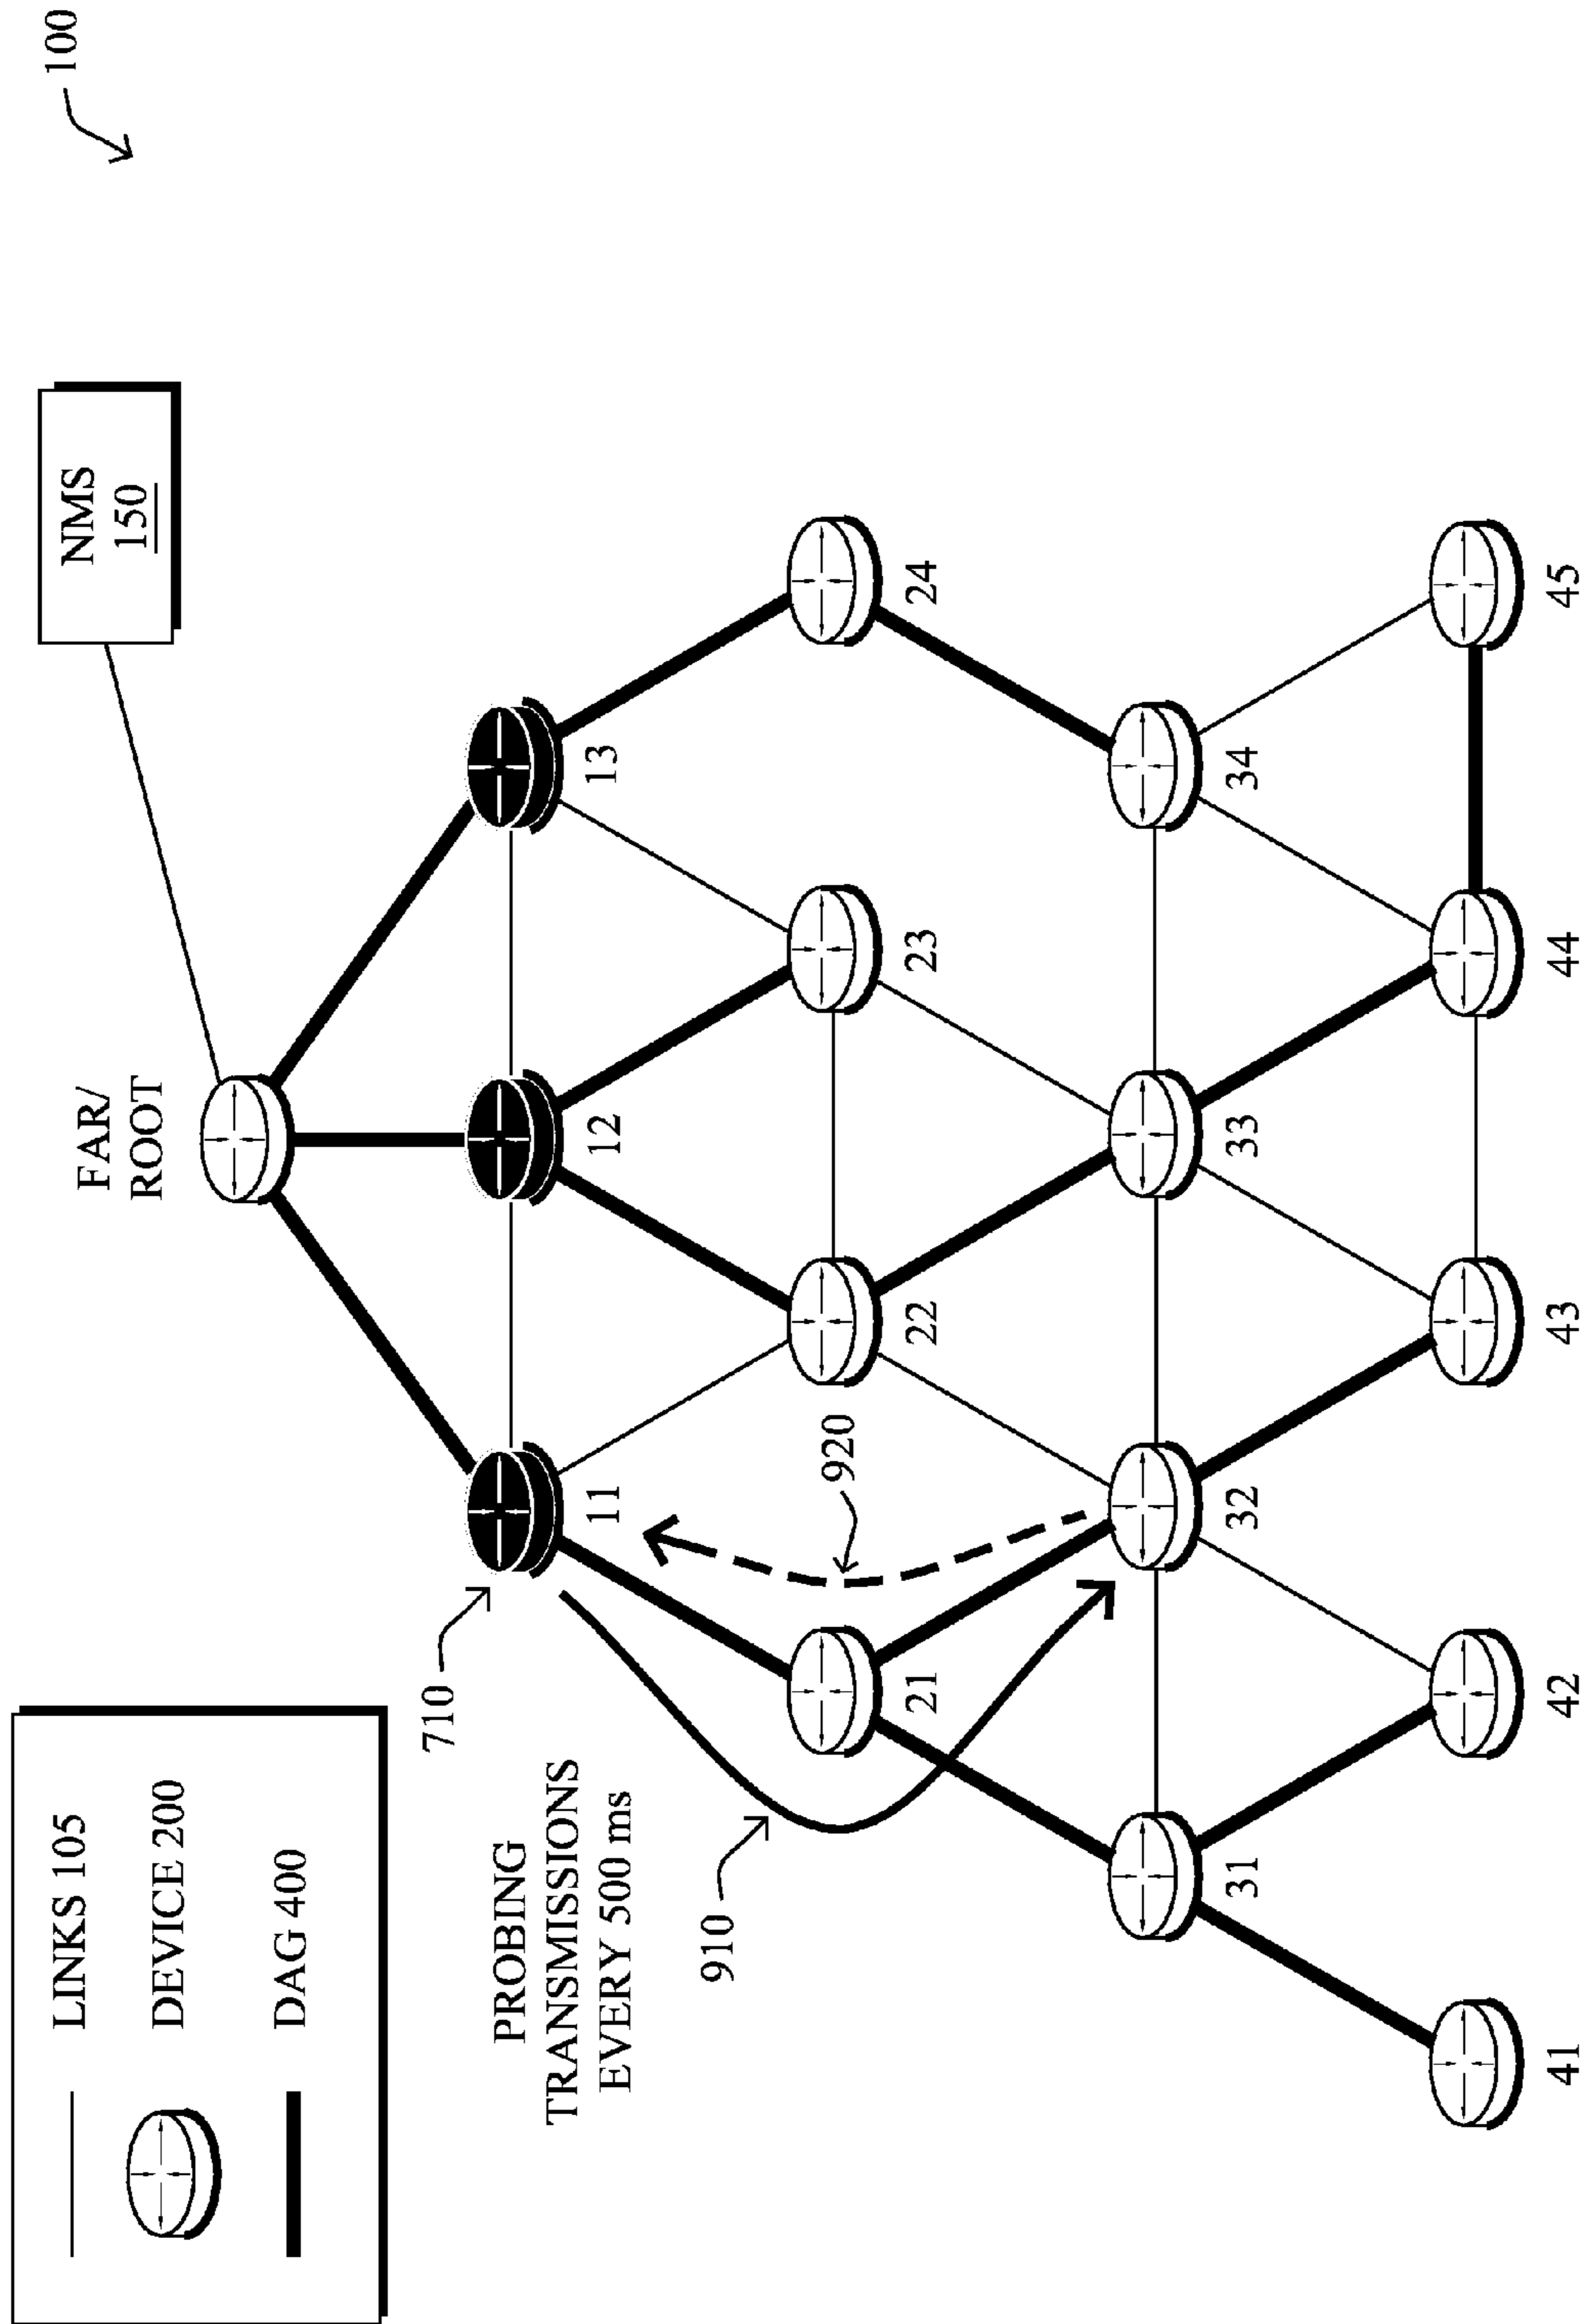 LINKS 105
DEVICE 200
DAG 400
100
NMS
150
FAR/
ROOT
710
11
12
13
PROBING
TRANSMISSIONS
EVERY 500 ms
910
920
21
22
23
24
31
32
33
34
41
42
43
44
45